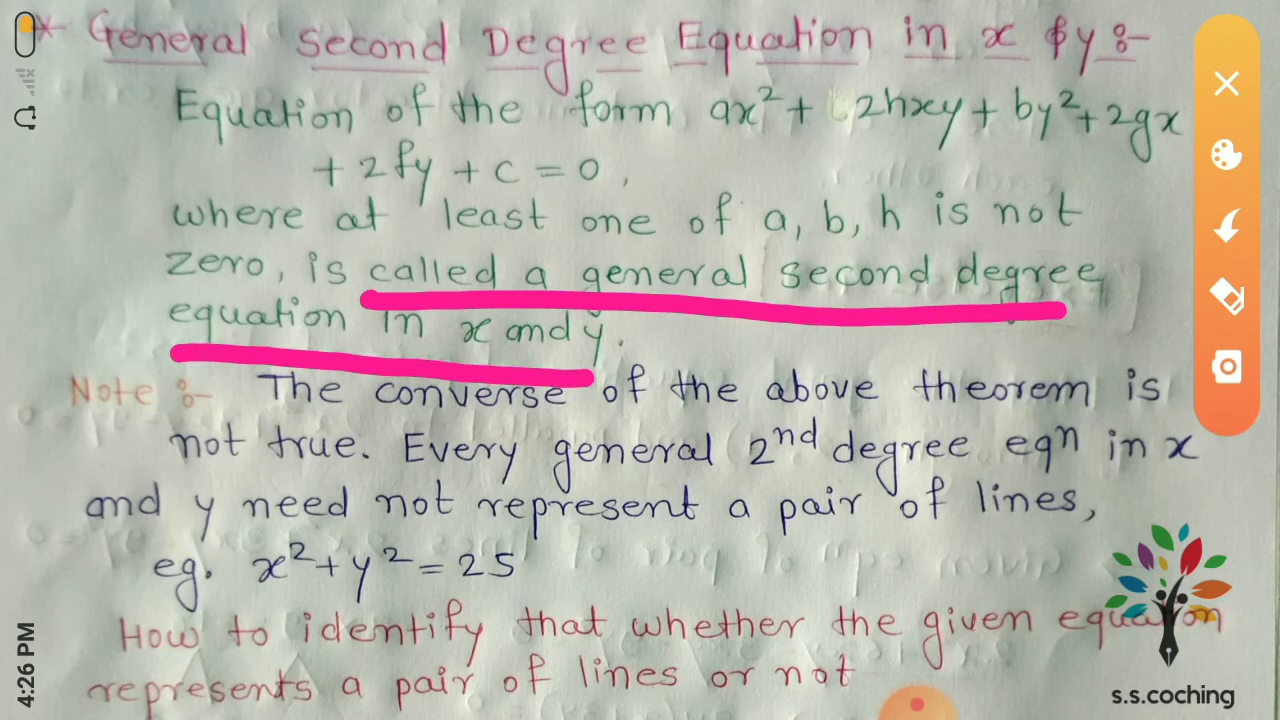 * General Second Degree Equation in x & y :-
Equation of the form ax² + 2hxy + by² + 2gx
+ 2fy + c = 0,
where at least one of a, b, h is not
zero, is called a general second degree
equation in x and y.
Note :- The converse of the above theorem is
not true. Every general 2nd degree eqn in x
and y need not represent a pair of lines,
eg. x² + y² = 25
How to identify that whether the given equation
represents a pair of lines or not
4:26 PM
s.s.coching